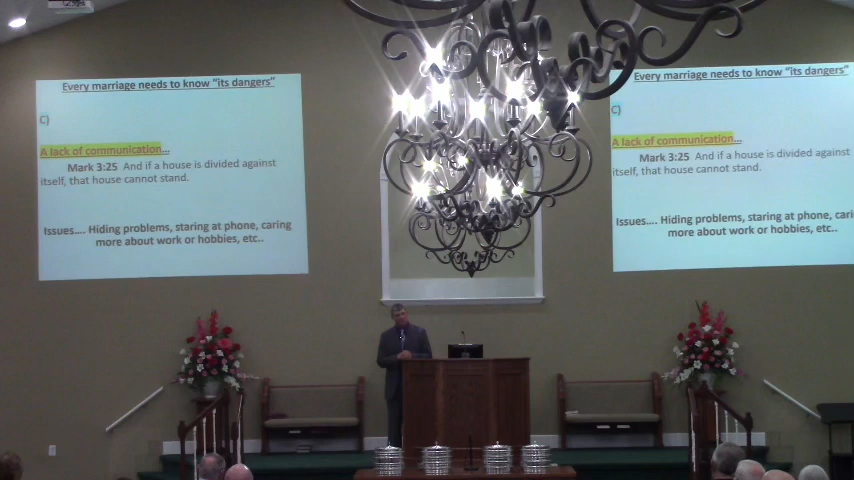 Every marriage needs to know "its dangers"
C)
A lack of communication...
Mark 3:25 And if a house is divided against
itself, that house cannot stand.
Issues.... Hiding problems, staring at phone, caring
more about work or hobbies, etc..
Every marriage needs to know "its dangers"
C)
A lack of communication...
Mark 3:25 And if a house is divided against
itself, that house cannot stand.
Issues.... Hiding problems, staring at phone, cari
more about work or hobbies, etc..